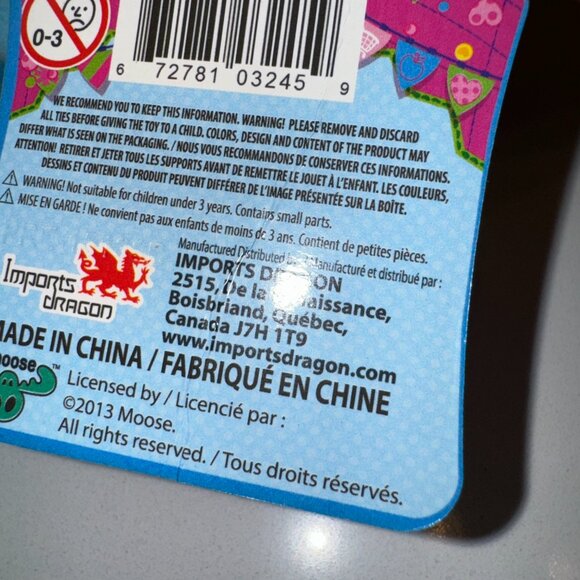 0-3
6 72781 03245 9
WE RECOMMEND YOU TO KEEP THIS INFORMATION. WARNING! PLEASE REMOVE AND DISCARD
ALL TIES BEFORE GIVING THE TOY TO A CHILD. COLORS, DESIGN AND CONTENT OF THE PRODUCT MAY
DIFFER WHAT IS SEEN ON THE PACKAGING. / NOUS VOUS RECOMMANDONS DE CONSERVER CES INFORMATIONS.
ATTENTION! RETIRER ET JETER TOUS LES SUPPORTS AVANT DE REMETTRE LE JOUET À L'ENFANT. LES COULEURS,
DESSINS ET CONTENU DU PRODUIT PEUVENT DIFFÉRER DE L'IMAGE PRÉSENTÉE SUR LA BOÎTE.
WARNING! Not suitable for children under 3 years. Contains small parts.
MISE EN GARDE! Ne convient pas aux enfants de moins de 3 ans. Contient de petites pièces.
Imports DRAGON
Manufactured Distributed by Manufacturé et distribué par :
IMPORTS DRAGON
2515, De la
Boisbriand, Québec,
Canada J7H 1T9
www.importsdragon.com
MADE IN CHINA / FABRIQUÉ EN CHINE
moose TM
Licensed by / Licencié par :
©2013 Moose.
All rights reserved. / Tous droits réservés.